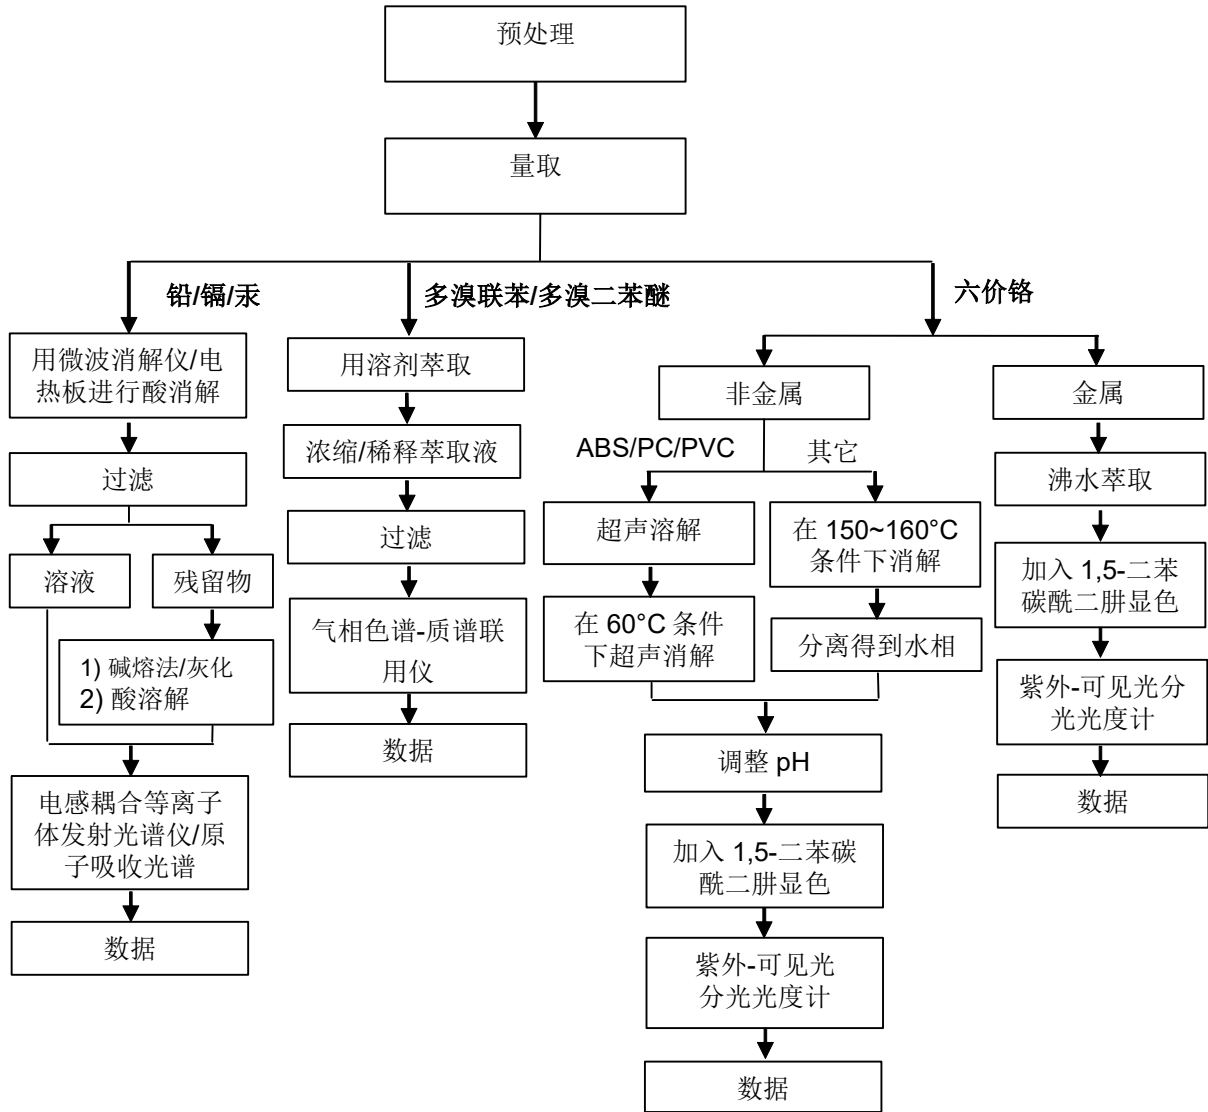 预处理
量取
铅/镉/汞
多溴联苯/多溴二苯醚
六价铬
用微波消解仪/电
热板进行酸消解
过滤
溶液
残留物
1) 碱熔法/灰化
2) 酸溶解
电感耦合等离子
体发射光谱仪/原
子吸收光谱
数据
用溶剂萃取
浓缩/稀释萃取液
过滤
气相色谱-质谱联
用仪
数据
非金属
ABS/PC/PVC
其它
超声溶解
在 60°C 条件
下超声消解
在 150~160°C
条件下消解
分离得到水相
调整 pH
加入 1,5-二苯碳
酰二肼显色
紫外-可见光
分光光度计
数据
金属
沸水萃取
加入 1,5-二苯
碳酰二肼显色
紫外-可见光分
光光度计
数据